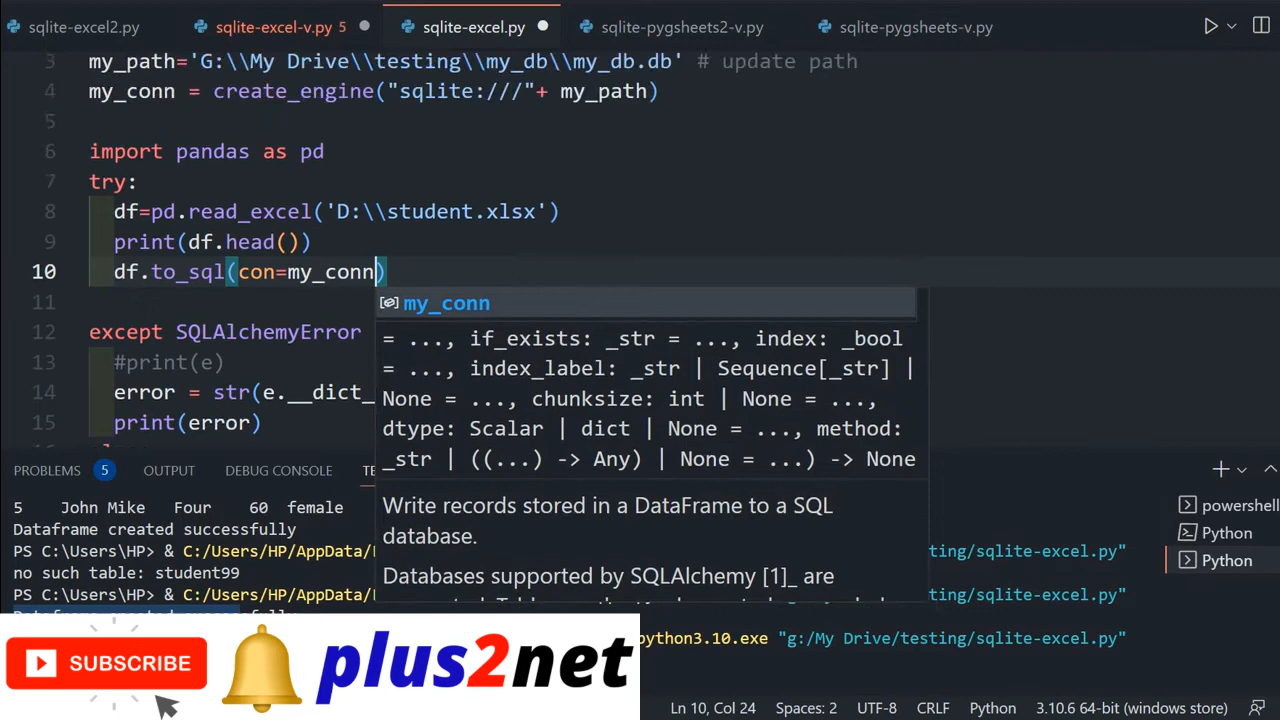 sqlite-excel2.py sqlite-excel-v.py 5 sqlite-excel.py sqlite-pygsheets2-v.py sqlite-pygsheets-v.py
3 my_path='G:\\My Drive\\testing\\my_db\\my_db.db' # update path
4 my_conn = create_engine("sqlite:///"+ my_path)
5
6 import pandas as pd
7 try:
8 df=pd.read_excel('D:\\student.xlsx')
9 print(df.head())
10 df.to_sql(con=my_conn)
11 my_conn
12 except SQLAlchemyError
= ..., if_exists: _str = ..., index: _bool
13 #print(e)
= ..., index_label: _str | Sequence[_str] |
14 error = str(e.__dict_
None = ..., chunksize: int | None = ...,
15 print(error)
dtype: Scalar | dict | None = ..., method:
_str | ((...) -> Any) | None = ...) -> None
Write records stored in a DataFrame to a SQL
database.
Databases supported by SQLAlchemy [1]_ are
PROBLEMS 5 OUTPUT DEBUG CONSOLE TE
5 John Mike Four 60 female
Dataframe created successfully
PS C:\Users\HP> & C:/Users/HP/AppData/ ting/sqlite-excel.py"
no such table: student99
PS C:\Users\HP> & C:/Users/HP/AppData/ ting/sqlite-excel.py"
Dataframe created successfully
python3.10.exe "g:/My Drive/testing/sqlite-excel.py"
powershell
Python
Python
SUBSCRIBE
plus2net
Ln 10, Col 24 Spaces: 2 UTF-8 CRLF Python 3.10.6 64-bit (windows store)